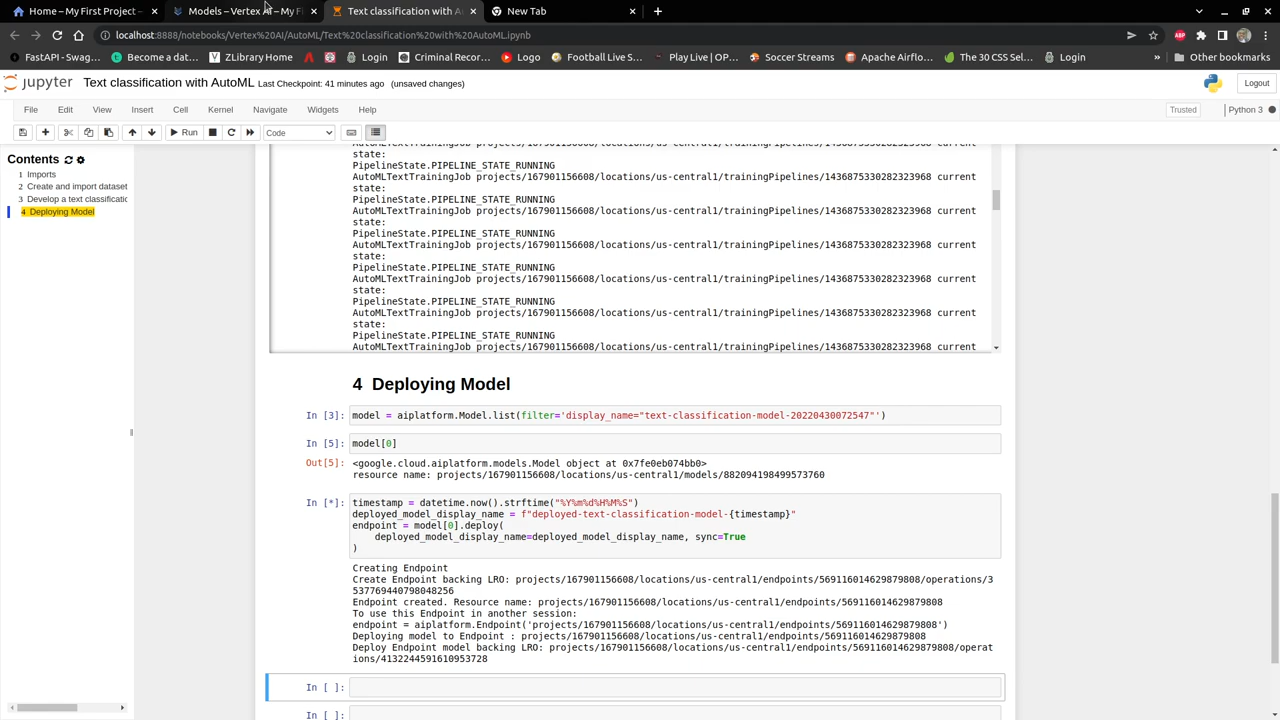 Home – My First Project -
Models – Vertex AI – My Fi
Text classification with A
New Tab
localhost:8888/notebooks/Vertex%20AI/AutoML/Text%20classification%20with%20AutoML.ipynb
FastAPI - Swag...
Become a dat...
ZLibrary Home
Login
Criminal Recor...
Logo
Football Live S...
Play Live | OP...
Soccer Streams
Apache Airflo...
The 30 CSS Sel...
Login
»
Other bookmarks
jupyter
Text classification with AutoML Last Checkpoint: 41 minutes ago (unsaved changes)
Logout
File
Edit
View
Insert
Cell
Kernel
Navigate
Widgets
Help
Trusted
Python 3
Run
Code
Contents
1 Imports
2 Create and import dataset
3 Develop a text classificatic
4 Deploying Model
AutoMLTextTrainingJob projects/167901156608/locations/us-central1/trainingPipelines/1436875330282323968 current
state:
PipelineState.PIPELINE_STATE_RUNNING
AutoMLTextTrainingJob projects/167901156608/locations/us-central1/trainingPipelines/1436875330282323968 current
state:
PipelineState.PIPELINE_STATE_RUNNING
AutoMLTextTrainingJob projects/167901156608/locations/us-central1/trainingPipelines/1436875330282323968 current
state:
PipelineState.PIPELINE_STATE_RUNNING
AutoMLTextTrainingJob projects/167901156608/locations/us-central1/trainingPipelines/1436875330282323968 current
state:
PipelineState.PIPELINE_STATE_RUNNING
AutoMLTextTrainingJob projects/167901156608/locations/us-central1/trainingPipelines/1436875330282323968 current
state:
PipelineState.PIPELINE_STATE_RUNNING
AutoMLTextTrainingJob projects/167901156608/locations/us-central1/trainingPipelines/1436875330282323968 current
state:
PipelineState.PIPELINE_STATE_RUNNING
AutoMLTextTrainingJob projects/167901156608/locations/us-central1/trainingPipelines/1436875330282323968 current
4 Deploying Model
In [3]: model = aiplatform.Model.list(filter='display_name="text-classification-model-20220430072547"')
In [5]: model[0]
Out[5]: <google.cloud.aiplatform.models.Model object at 0x7fe0eb074bb0>
resource name: projects/167901156608/locations/us-central1/models/882094198499573760
In [*]: timestamp = datetime.now().strftime("%Y%m%d%H%M%S")
deployed_model_display_name = f"deployed-text-classification-model-{timestamp}"
endpoint = model[0].deploy(
deployed_model_display_name=deployed_model_display_name, sync=True
)
Creating Endpoint
Create Endpoint backing LRO: projects/167901156608/locations/us-central1/endpoints/569116014629879808/operations/3
537769440798048256
Endpoint created. Resource name: projects/167901156608/locations/us-central1/endpoints/569116014629879808
To use this Endpoint in another session:
endpoint = aiplatform.Endpoint('projects/167901156608/locations/us-central1/endpoints/569116014629879808')
Deploying model to Endpoint : projects/167901156608/locations/us-central1/endpoints/569116014629879808
Deploy Endpoint model backing LRO: projects/167901156608/locations/us-central1/endpoints/569116014629879808/operat
ions/4132244591610953728
In [ ]:
In [ ]: